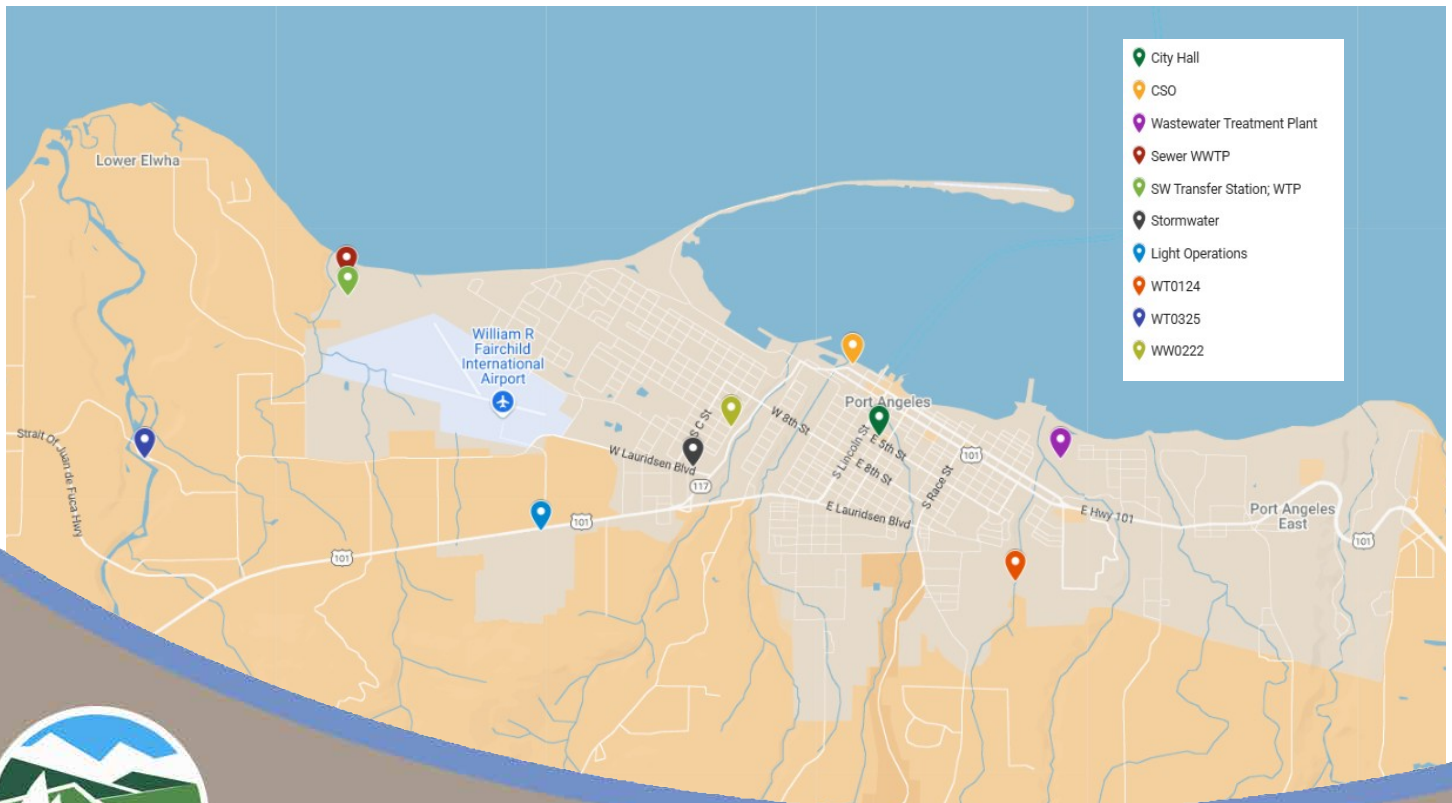 City Hall
CSO
Wastewater Treatment Plant
Sewer WWTP
SW Transfer Station; WTP
Stormwater
Light Operations
WT0124
WT0325
WW0222
Lower Elwha
William R
Fairchild
International
Airport
Port Angeles
S C St
W 8th St
S Lincoln St
E 5th St
E 8th St
S Race St
101
Strait Of Juan de Fuca Hwy
W Lauridsen Blvd
117
E Lauridsen Blvd
E Hwy 101
Port Angeles
East
101
101
101